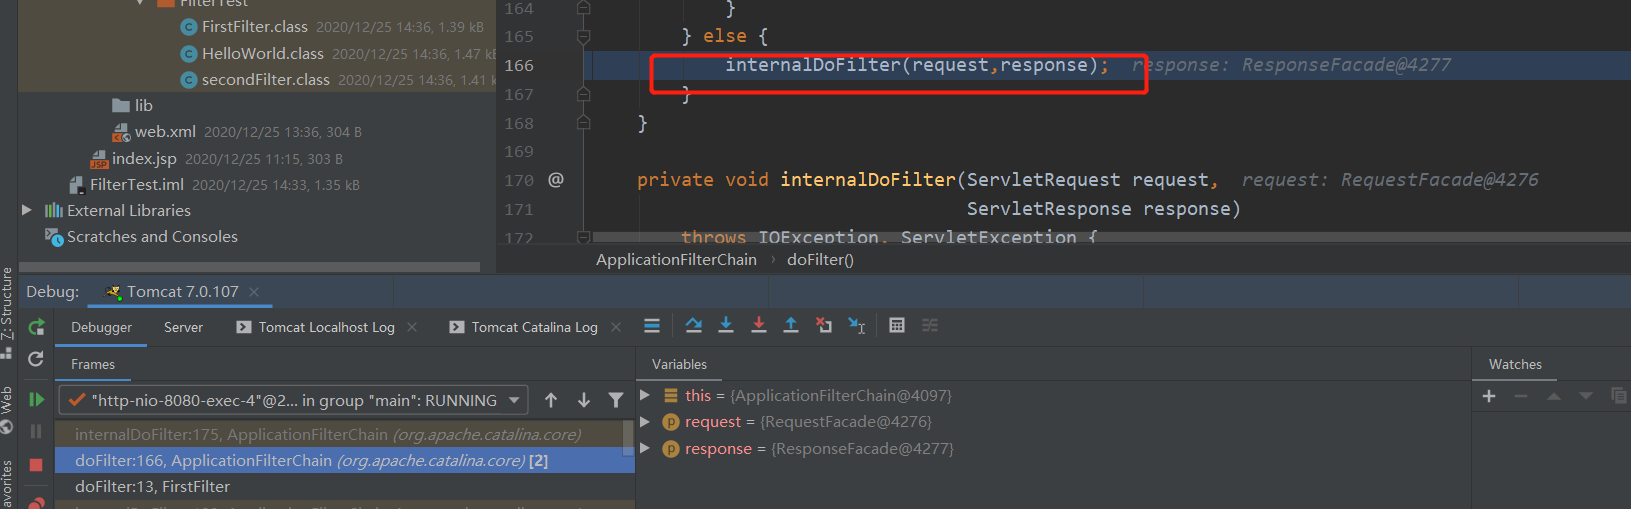 FilterTest
FirstFilter.class 2020/12/25 14:36, 1.39 kB
HelloWorld.class 2020/12/25 14:36, 1.47 k
secondFilter.class 2020/12/25 14:36, 1.41
lib
web.xml 2020/12/25 13:36, 304 B
index.jsp 2020/12/25 11:15, 303 B
FilterTest.iml 2020/12/25 14:33, 1.35 kB
External Libraries
Scratches and Consoles
164 }
165 } else {
166 internalDoFilter(request,response); response: ResponseFacade@4277
167 }
168 }
169
170 @ private void internalDoFilter(ServletRequest request, request: RequestFacade@4276
171 ServletResponse response)
172 throws IOException, ServletException {
ApplicationFilterChain › doFilter()
Z: Structure
Web
avorites
Debug: Tomcat 7.0.107
Debugger Server Tomcat Localhost Log Tomcat Catalina Log
Frames
"http-nio-8080-exec-4"@2... in group "main": RUNNING
internalDoFilter:175, ApplicationFilterChain (org.apache.catalina.core)
doFilter:166, ApplicationFilterChain (org.apache.catalina.core) [2]
doFilter:13, FirstFilter
Variables
this = {ApplicationFilterChain@4097}
request = {RequestFacade@4276}
response = {ResponseFacade@4277}
Watches